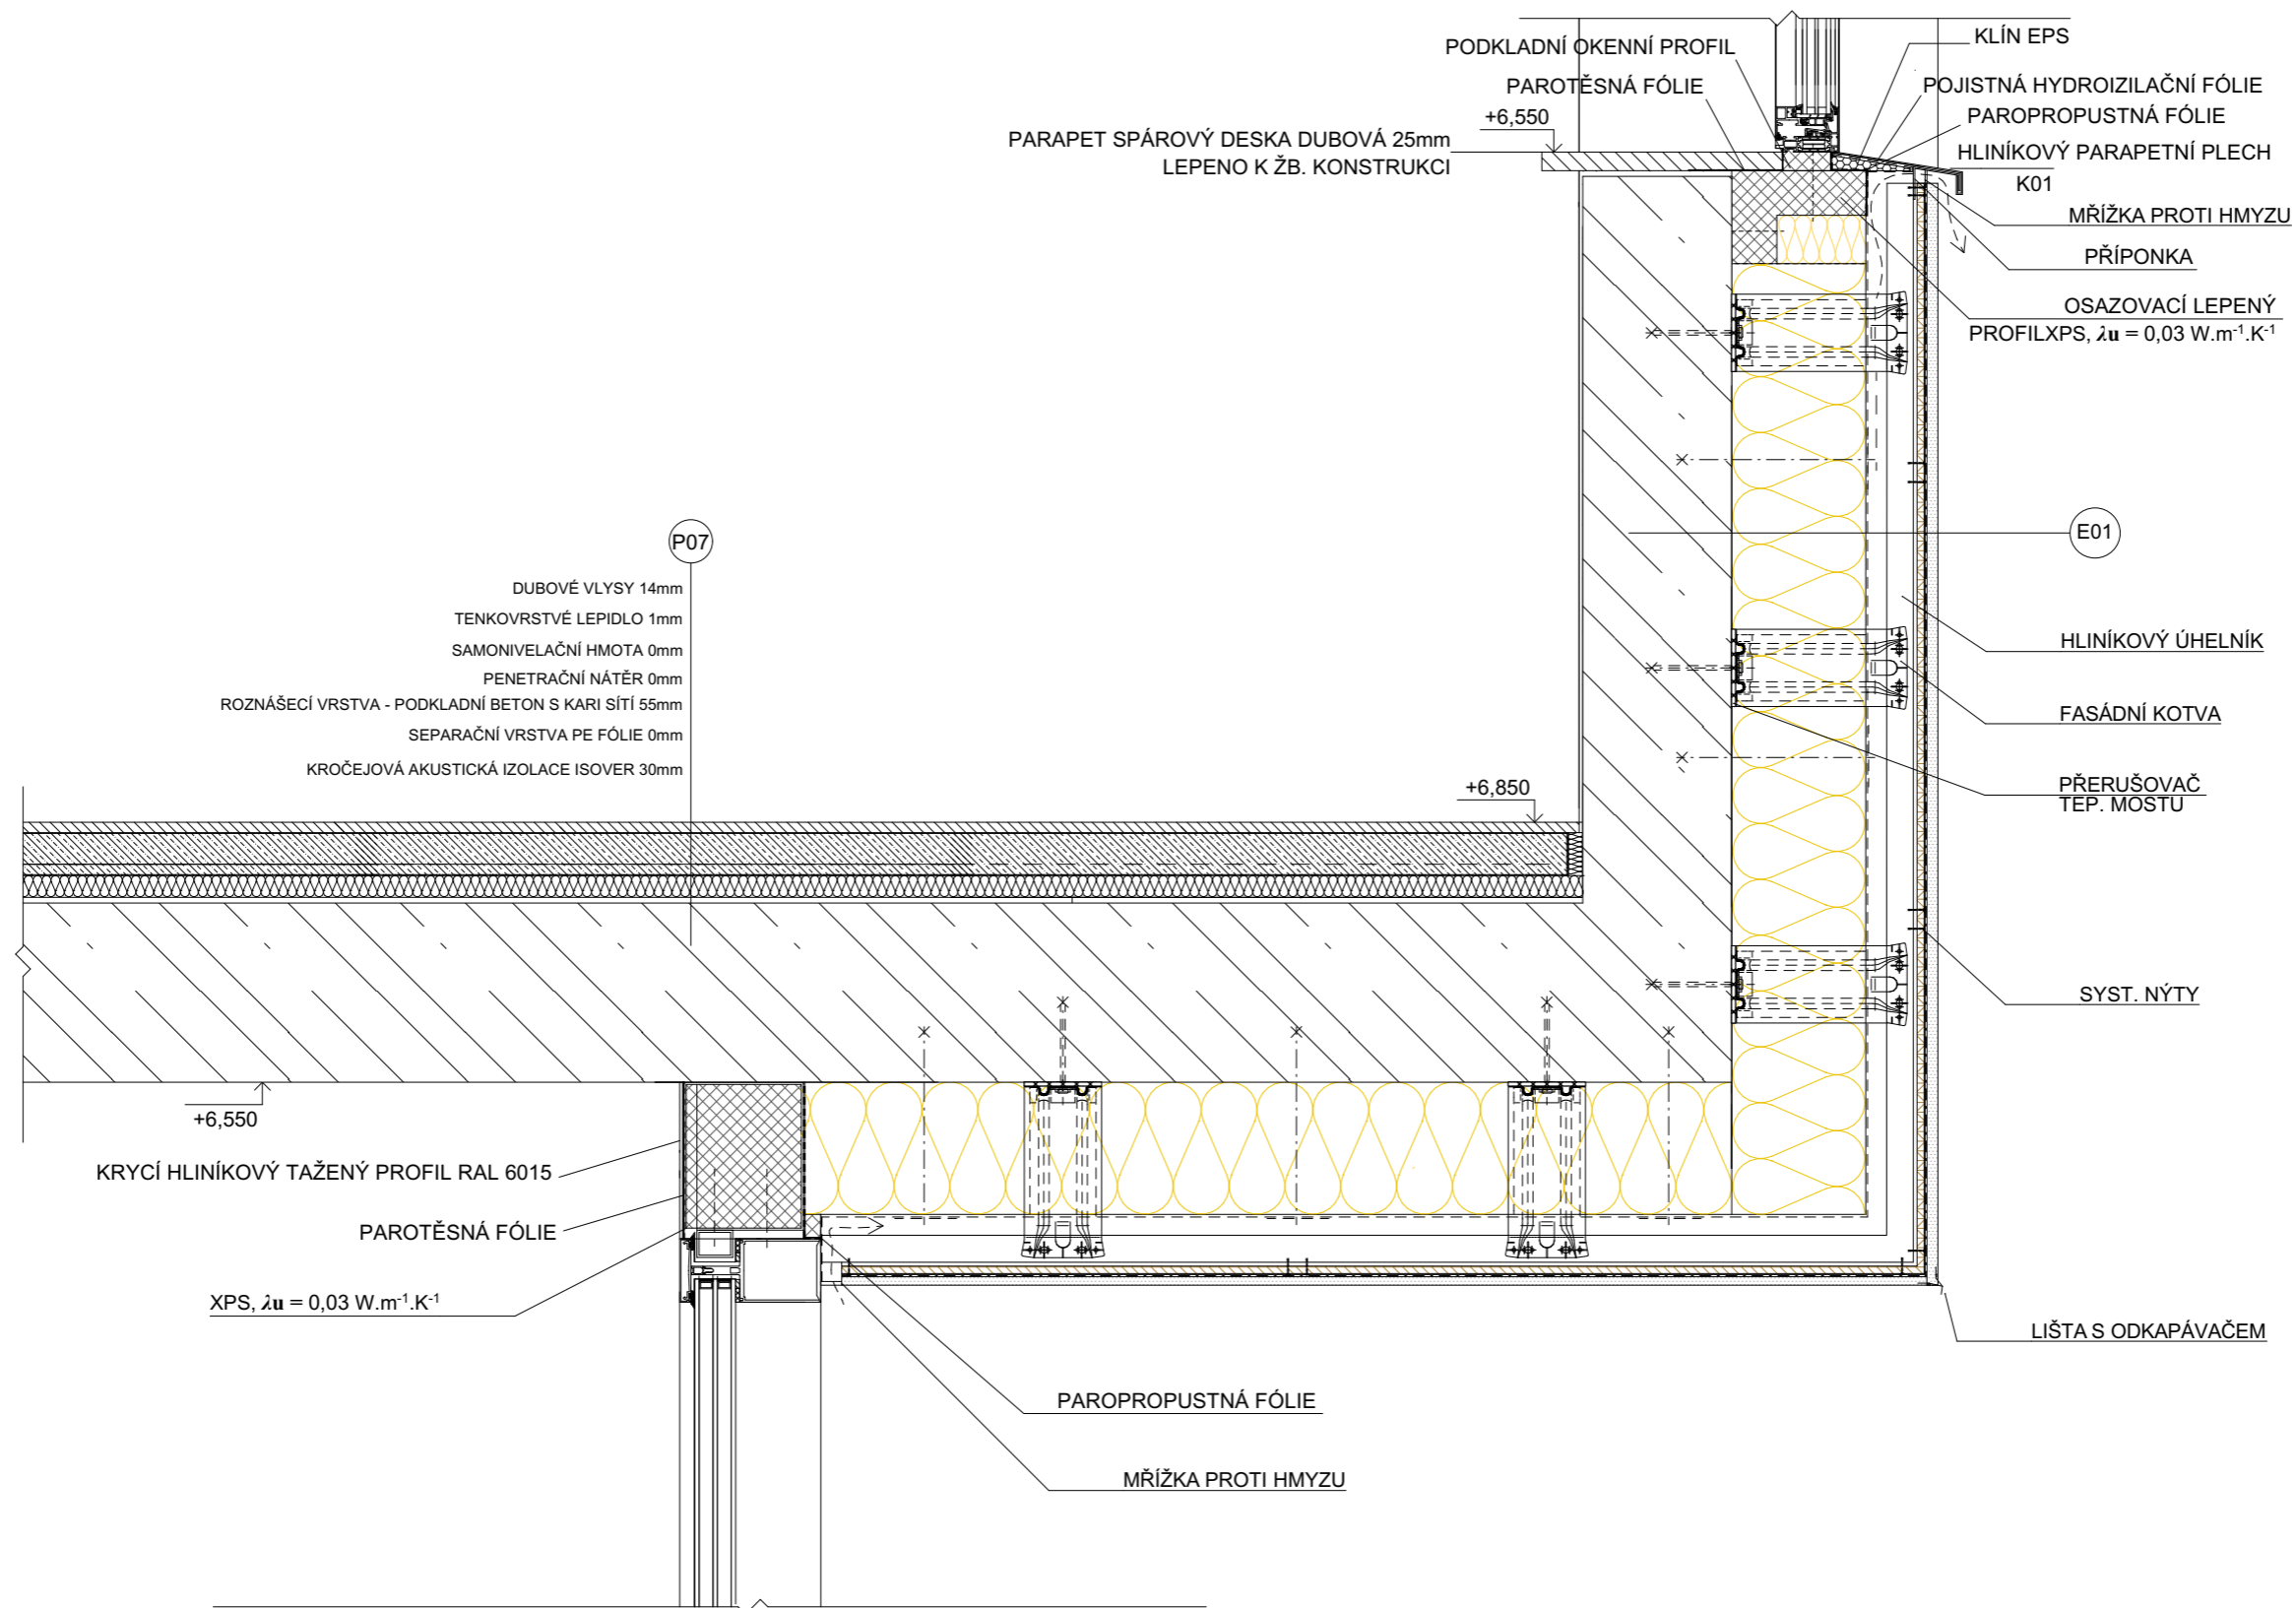 PODKLADNÍ OKENNÍ PROFIL
KLÍN EPS
PAROTĚSNÁ FÓLIE
POJISTNÁ HYDROIZILAČNÍ FÓLIE
+6,550
PAROPROPUSTNÁ FÓLIE
PARAPET SPÁROVÝ DESKA DUBOVÁ 25mm
LEPENO K ŽB. KONSTRUKCI
HLINÍKOVÝ PARAPETNÍ PLECH
K01
MŘÍŽKA PROTI HMYZU
PŘÍPONKA
OSAZOVACÍ LEPENÝ
PROFILXPS, λu = 0,03 W.m⁻¹.K⁻¹
P07
E01
DUBOVÉ VLYSY 14mm
TENKOVRSTVÉ LEPIDLO 1mm
SAMONIVELAČNÍ HMOTA 0mm
PENETRAČNÍ NÁTĚR 0mm
ROZNÁŠECÍ VRSTVA - PODKLADNÍ BETON S KARI SÍTÍ 55mm
SEPARAČNÍ VRSTVA PE FÓLIE 0mm
KROČEJOVÁ AKUSTICKÁ IZOLACE ISOVER 30mm
HLINÍKOVÝ ÚHELNÍK
FASÁDNÍ KOTVA
+6,850
PŘERUŠOVAČ
TEP. MOSTU
SYST. NÝTY
+6,550
KRYCÍ HLINÍKOVÝ TAŽENÝ PROFIL RAL 6015
PAROTĚSNÁ FÓLIE
XPS, λu = 0,03 W.m⁻¹.K⁻¹
LIŠTA S ODKAPÁVAČEM
PAROPROPUSTNÁ FÓLIE
MŘÍŽKA PROTI HMYZU